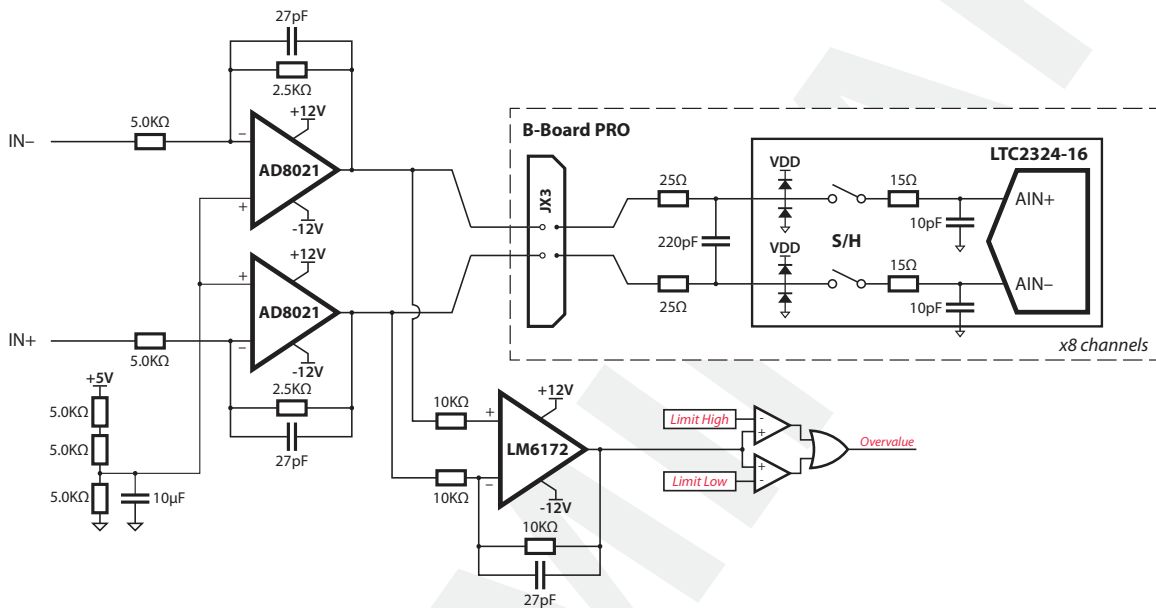 27pF
2.5KΩ
+12V
5.0KΩ
IN–
–
AD8021
+
-12V
+12V
+
AD8021
–
-12V
IN+
5.0KΩ
2.5KΩ
27pF
+5V
5.0KΩ
5.0KΩ
5.0KΩ
10µF
B-Board PRO
JX3
25Ω
220pF
25Ω
LTC2324-16
VDD
15Ω
AIN+
10pF
S/H
VDD
15Ω
AIN–
10pF
x8 channels
10KΩ
+
+12V
LM6172
10KΩ
–
-12V
10KΩ
27pF
Limit High
-
+
Overvalue
+
Limit Low
-